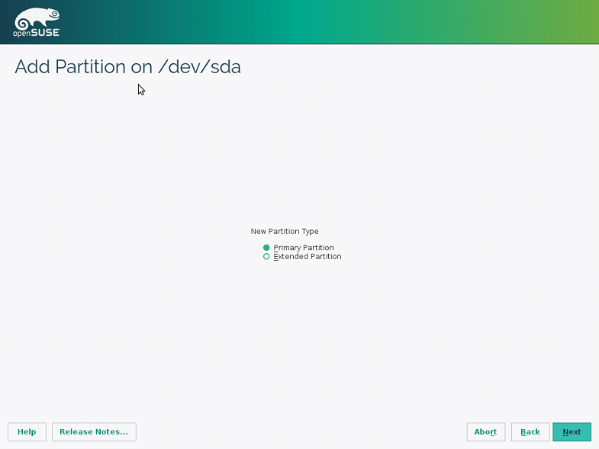 openSUSE
Add Partition on /dev/sda
New Partition Type
Primary Partition
Extended Partition
Help
Release Notes...
Abort
Back
Next